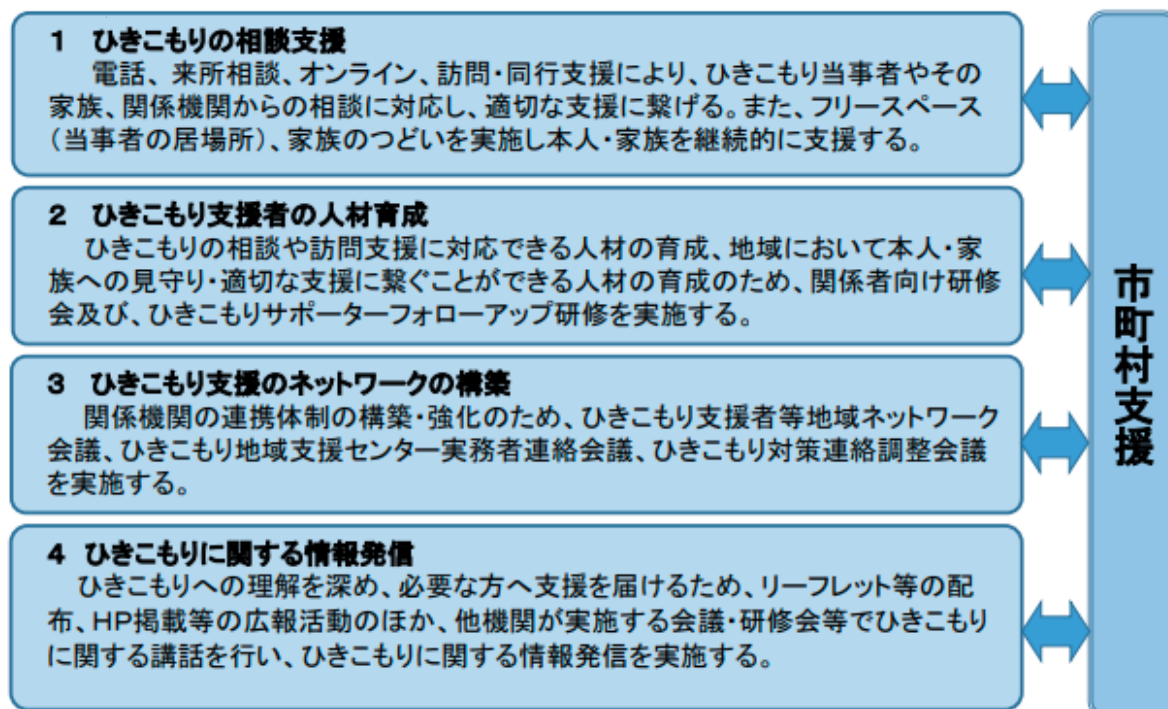 1 ひきこもりの相談支援
電話、来所相談、オンライン、訪問・同行支援により、ひきこもり当事者やその
家族、関係機関からの相談に対応し、適切な支援に繋げる。また、フリースペース
(当事者の居場所)、家族のつどいを実施し本人・家族を継続的に支援する。
2 ひきこもり支援者の人材育成
ひきこもりの相談や訪問支援に対応できる人材の育成、地域において本人・家
族への見守り・適切な支援に繋ぐことができる人材の育成のため、関係者向け研修
会及び、ひきこもりサポーターフォローアップ研修を実施する。
3 ひきこもり支援のネットワークの構築
関係機関の連携体制の構築・強化のため、ひきこもり支援者等地域ネットワーク
会議、ひきこもり地域支援センター実務者連絡会議、ひきこもり対策連絡調整会議
を実施する。
4 ひきこもりに関する情報発信
ひきこもりへの理解を深め、必要な方へ支援を届けるため、リーフレット等の配
布、HP掲載等の広報活動のほか、他機関が実施する会議・研修会等でひきこもり
に関する講話を行い、ひきこもりに関する情報発信を実施する。
市町村支援